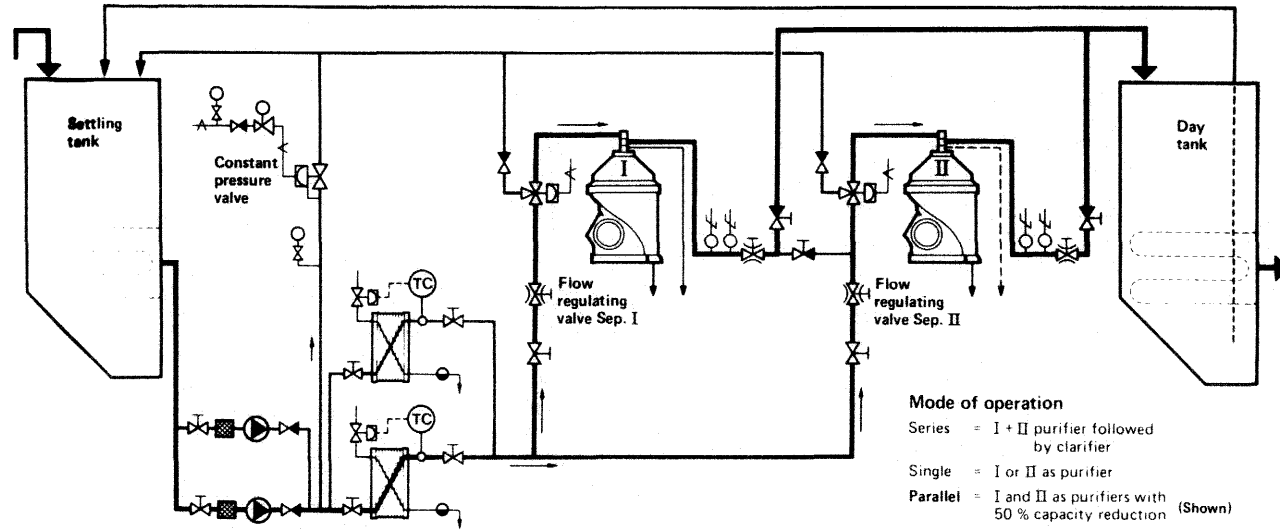 Settling
tank
Constant
pressure
valve
TC
TC
I
Flow
regulating
valve Sep. I
II
Flow
regulating
valve Sep. II
Day
tank
Mode of operation
Series = I + II purifier followed
by clarifier
Single = I or II as purifier
Parallel = I and II as purifiers with
50 % capacity reduction (Shown)